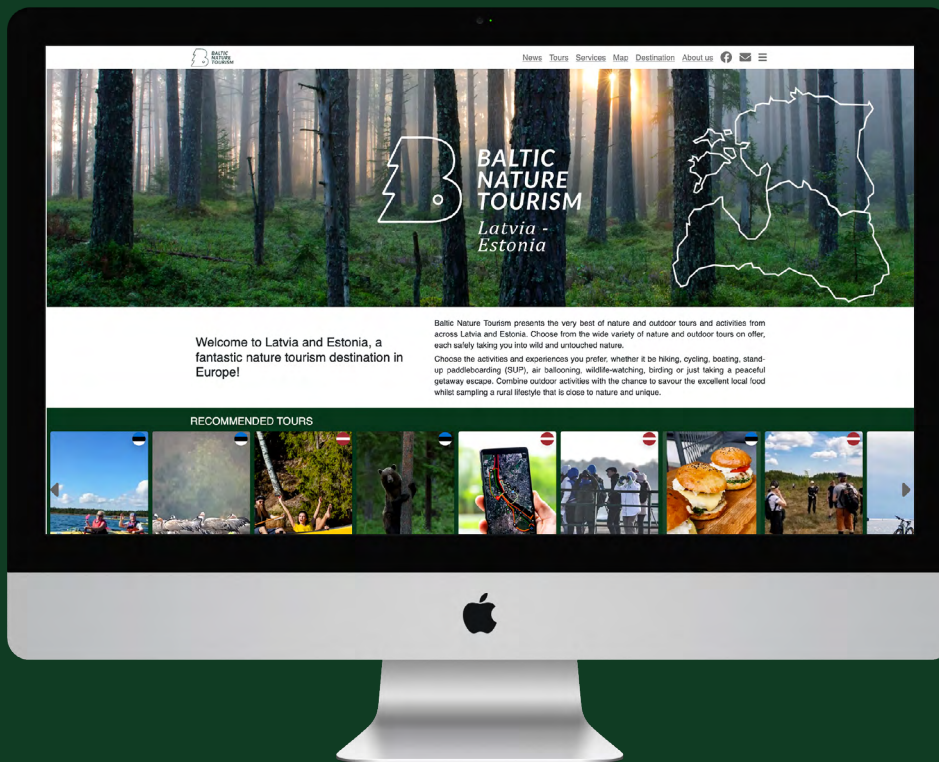 BALTIC
NATURE
TOURISM
News Tours Services Map Destination About us
BALTIC
NATURE
TOURISM
Latvia -
Estonia
Welcome to Latvia and Estonia, a
fantastic nature tourism destination in
Europe!
Baltic Nature Tourism presents the very best of nature and outdoor tours and activities from
across Latvia and Estonia. Choose from the wide variety of nature and outdoor tours on offer,
each safely taking you into wild and untouched nature.
Choose the activities and experiences you prefer, whether it be hiking, cycling, boating, stand-
up paddleboarding (SUP), air ballooning, wildlife-watching, birding or just taking a peaceful
getaway escape. Combine outdoor activities with the chance to savour the excellent local food
whilst sampling a rural lifestyle that is close to nature and unique.
RECOMMENDED TOURS